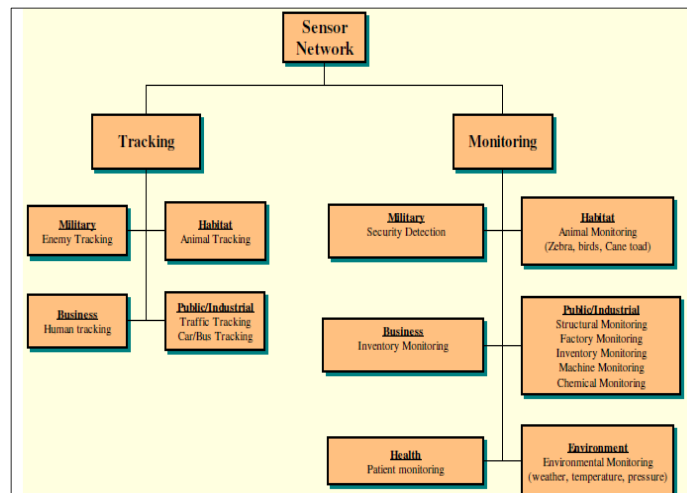 Sensor
Network
Tracking
Monitoring
Military
Enemy Tracking
Habitat
Animal Tracking
Business
Human tracking
Public/Industrial
Traffic Tracking
Car/Bus Tracking
Military
Security Detection
Habitat
Animal Monitoring
(Zebra, birds, Cane toad)
Business
Inventory Monitoring
Public/Industrial
Structural Monitoring
Factory Monitoring
Inventory Monitoring
Machine Monitoring
Chemical Monitoring
Health
Patient monitoring
Environment
Environmental Monitoring
(weather, temperature, pressure)